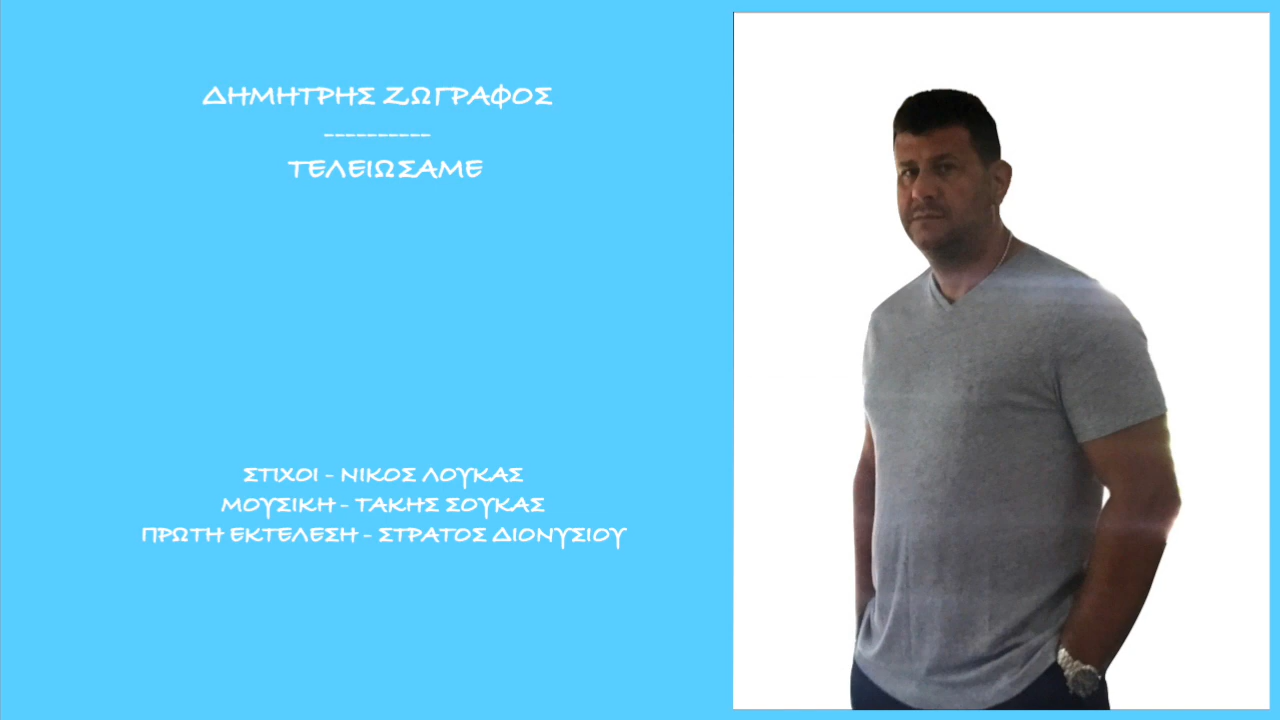 ΔΗΜΗΤΡΗΣ ΖΩΓΡΑΦΟΣ
----------
ΤΕΛΕΙΩΣΑΜΕ
ΣΤΙΧΟΙ - ΝΙΚΟΣ ΛΟΥΚΑΣ
ΜΟΥΣΙΚΗ - ΤΑΚΗΣ ΣΟΥΚΑΣ
ΠΡΩΤΗ ΕΚΤΕΛΕΣΗ - ΣΤΡΑΤΟΣ ΔΙΟΝΥΣΙΟΥ